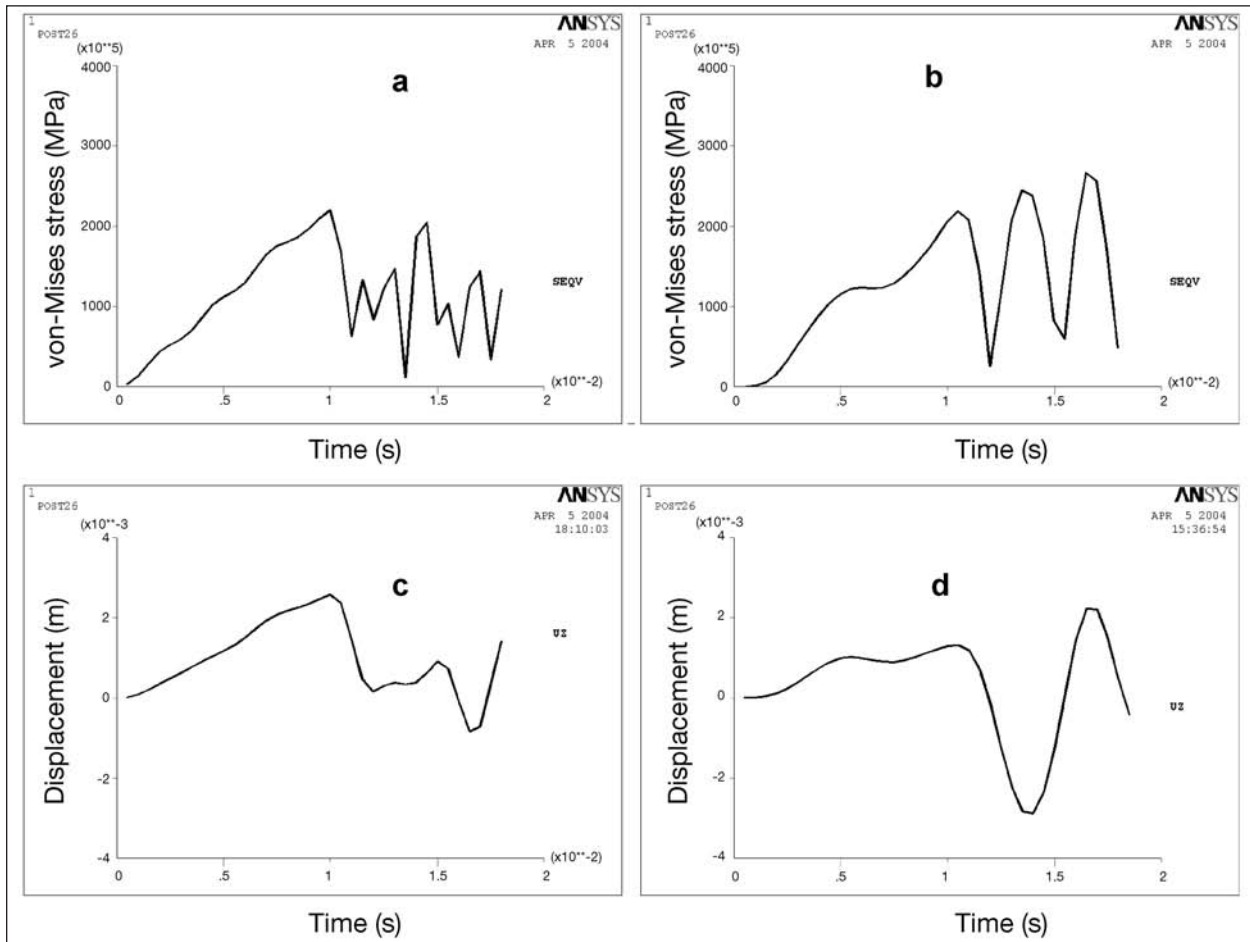 1
POST26
ANSYS
APR 5 2004
(x10**5)
4000
3000
2000
1000
0
von-Mises stress (MPa)
a
SEQV
(x10**-2)
0 .5 1 1.5 2
Time (s)
1
POST26
ANSYS
APR 5 2004
(x10**5)
4000
3000
2000
1000
0
von-Mises stress (MPa)
b
SEQV
(x10**-2)
0 .5 1 1.5 2
Time (s)
1
POST26
ANSYS
APR 5 2004
18:10:03
(x10**-3
4
2
0
-2
-4
Displacement (m)
c
UZ
(x10**-2)
0 .5 1 1.5 2
Time (s)
1
POST26
ANSYS
APR 5 2004
15:36:54
(x10**-3
4
2
0
-2
-4
Displacement (m)
d
UZ
0 .5 1 1.5 2
Time (s)